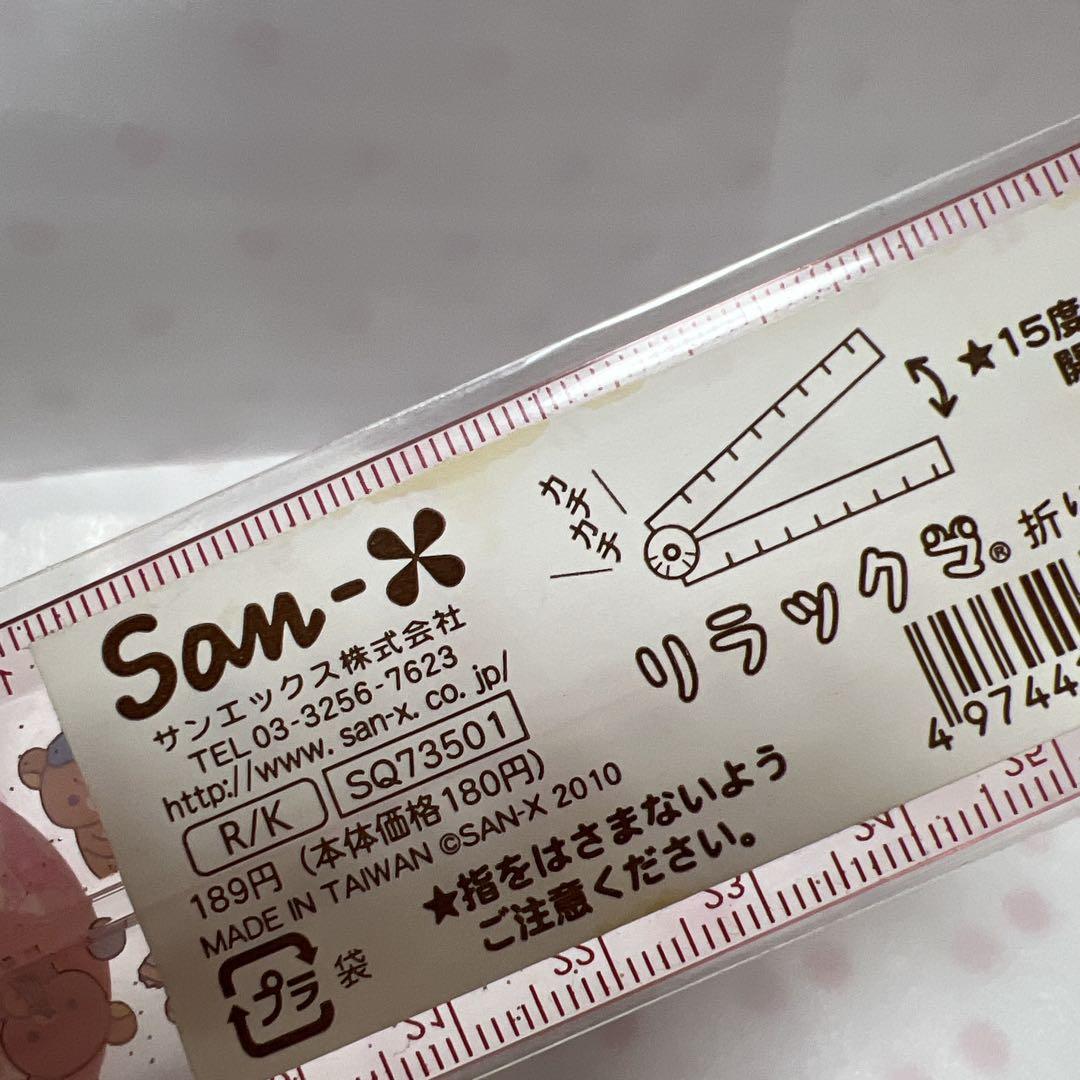 San-X
サンエックス株式会社
TEL 03-3256-7623
http://www.san-x.co.jp/
R/K SQ73501
189円 (本体価格180円)
MADE IN TAIWAN ©SAN-X 2010
プラ 袋
★指をはさまないよう
ご注意ください。
カチカチ
★15度
開
リラックマ® 折り
497444